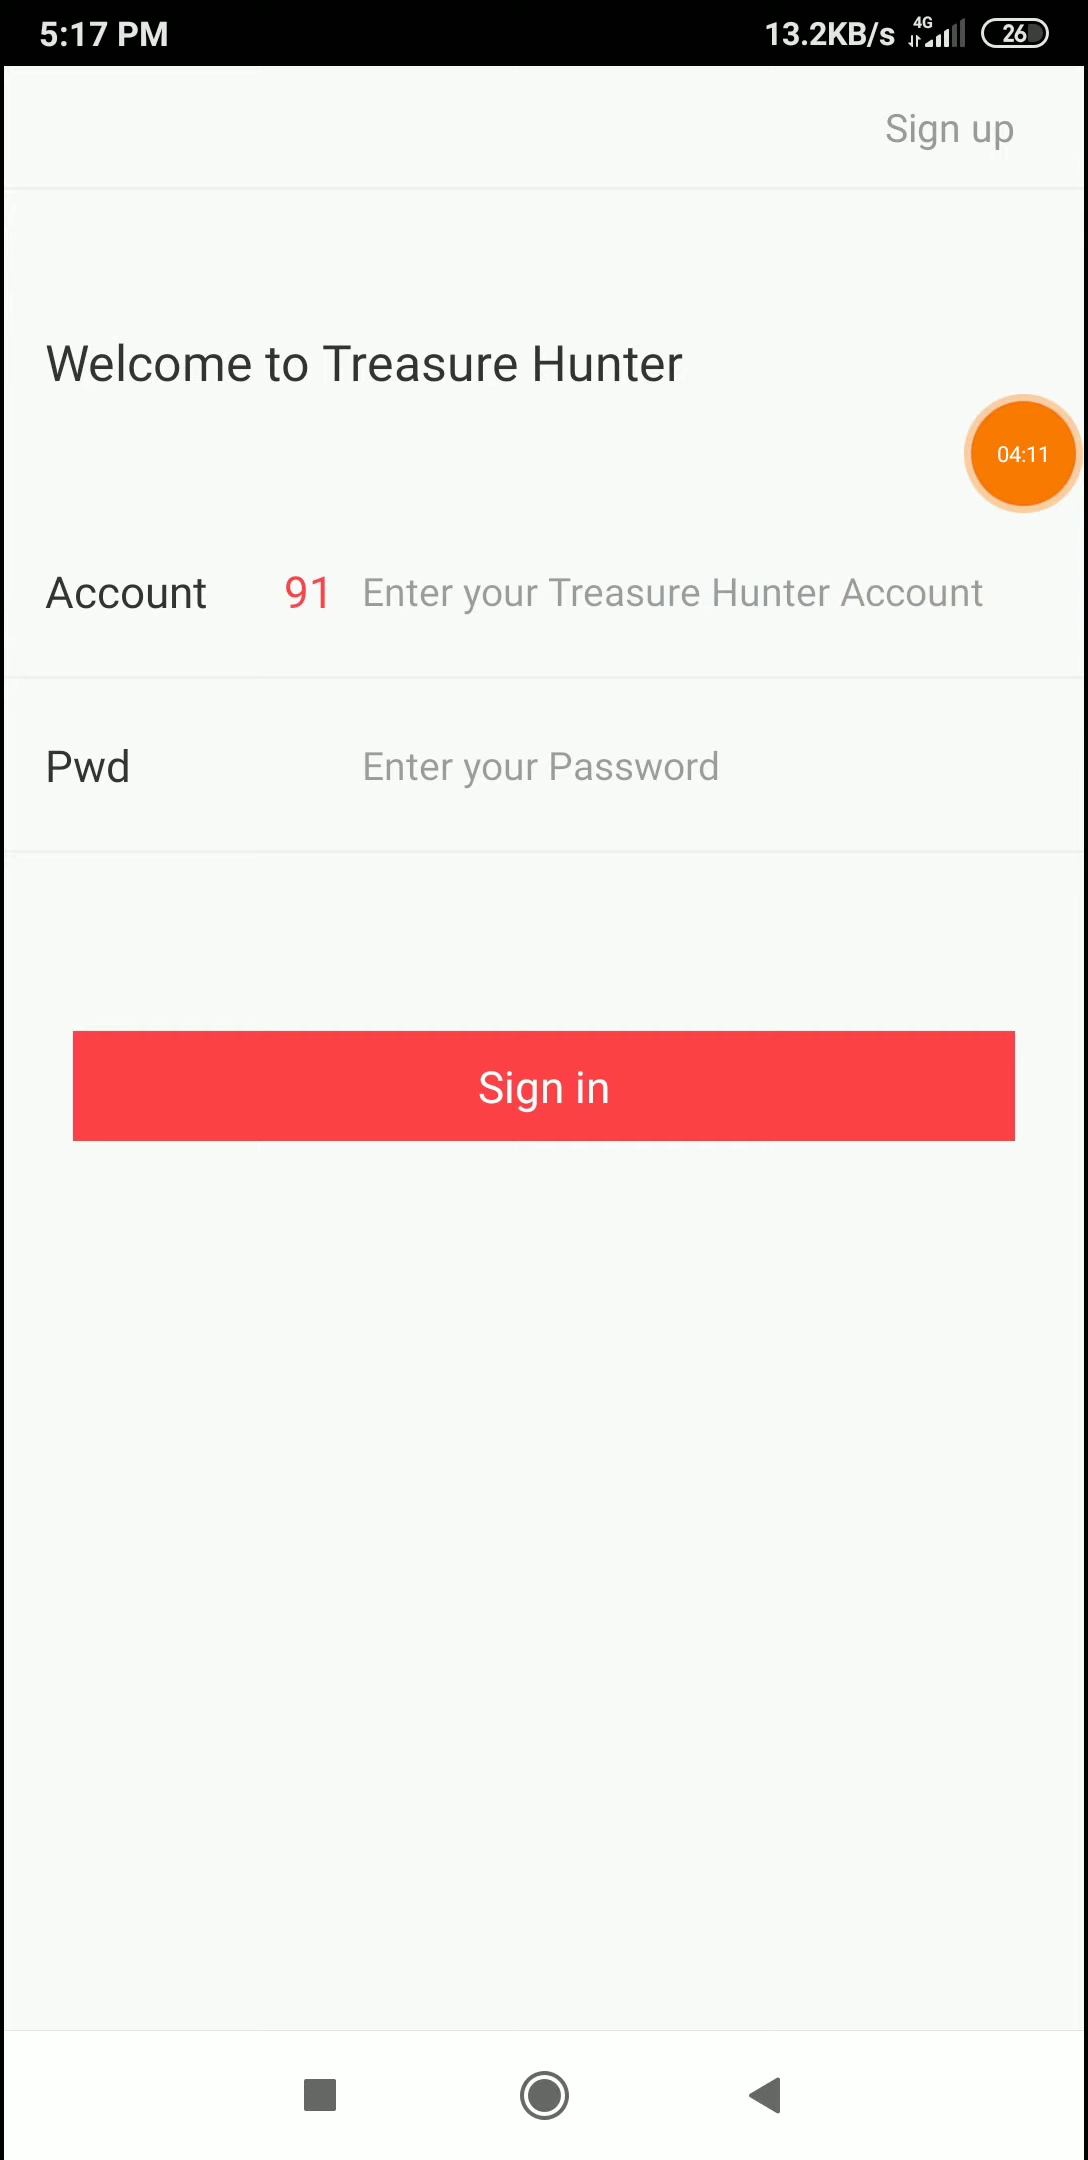 5:17 PM 13.2KB/s 4G 26
Sign up
Welcome to Treasure Hunter
04:11
Account 91 Enter your Treasure Hunter Account
Pwd Enter your Password
Sign in